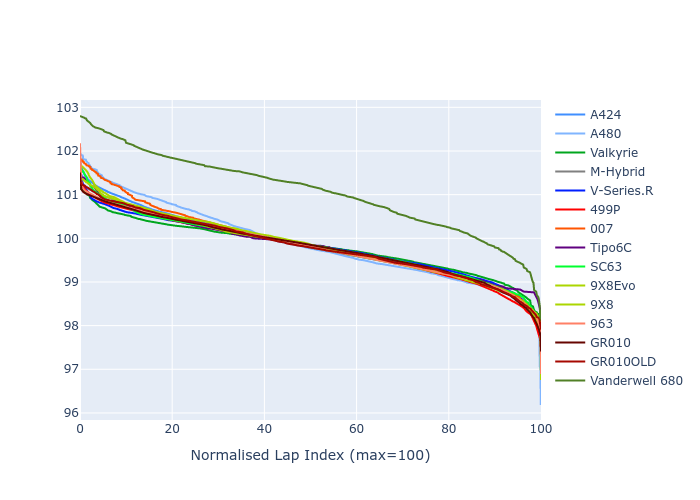 103
102
101
100
99
98
97
96
0
20
40
60
80
100
Normalised Lap Index (max=100)
A424
A480
Valkyrie
M-Hybrid
V-Series.R
499P
007
Tipo6C
SC63
9X8Evo
9X8
963
GR010
GR010OLD
Vanderwell 680